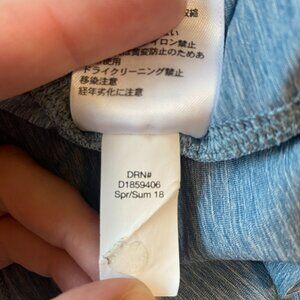 イロン禁止
ドライクリーニング禁止
移染注意
経年劣化に注意
DRN#
D1859406
Spr/Sum 18